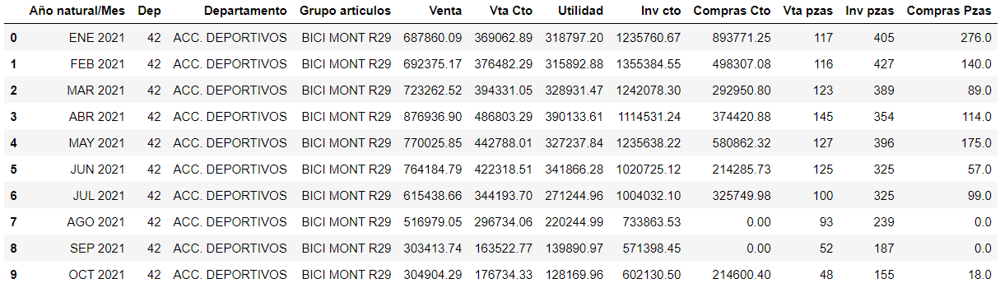 Año natural/Mes Dep Departamento Grupo artículos Venta Vta Cto Utilidad Inv cto Compras Cto Vta pzas Inv pzas Compras Pzas
0 ENE 2021 42 ACC. DEPORTIVOS BICI MONT R29 687860.09 369062.89 318797.20 1235760.67 893771.25 117 405 276.0
1 FEB 2021 42 ACC. DEPORTIVOS BICI MONT R29 692375.17 376482.29 315892.88 1355384.55 498307.08 116 427 140.0
2 MAR 2021 42 ACC. DEPORTIVOS BICI MONT R29 723262.52 394331.05 328931.47 1242078.30 292950.80 123 389 89.0
3 ABR 2021 42 ACC. DEPORTIVOS BICI MONT R29 876936.90 486803.29 390133.61 1114531.24 374420.88 145 354 114.0
4 MAY 2021 42 ACC. DEPORTIVOS BICI MONT R29 770025.85 442788.01 327237.84 1235638.22 580862.32 127 396 175.0
5 JUN 2021 42 ACC. DEPORTIVOS BICI MONT R29 764184.79 422318.51 341866.28 1020725.12 214285.73 125 325 57.0
6 JUL 2021 42 ACC. DEPORTIVOS BICI MONT R29 615438.66 344193.70 271244.96 1004032.10 325749.98 100 325 99.0
7 AGO 2021 42 ACC. DEPORTIVOS BICI MONT R29 516979.05 296734.06 220244.99 733863.53 0.00 93 239 0.0
8 SEP 2021 42 ACC. DEPORTIVOS BICI MONT R29 303413.74 163522.77 139890.97 571398.45 0.00 52 187 0.0
9 OCT 2021 42 ACC. DEPORTIVOS BICI MONT R29 304904.29 176734.33 128169.96 602130.50 214600.40 48 155 18.0